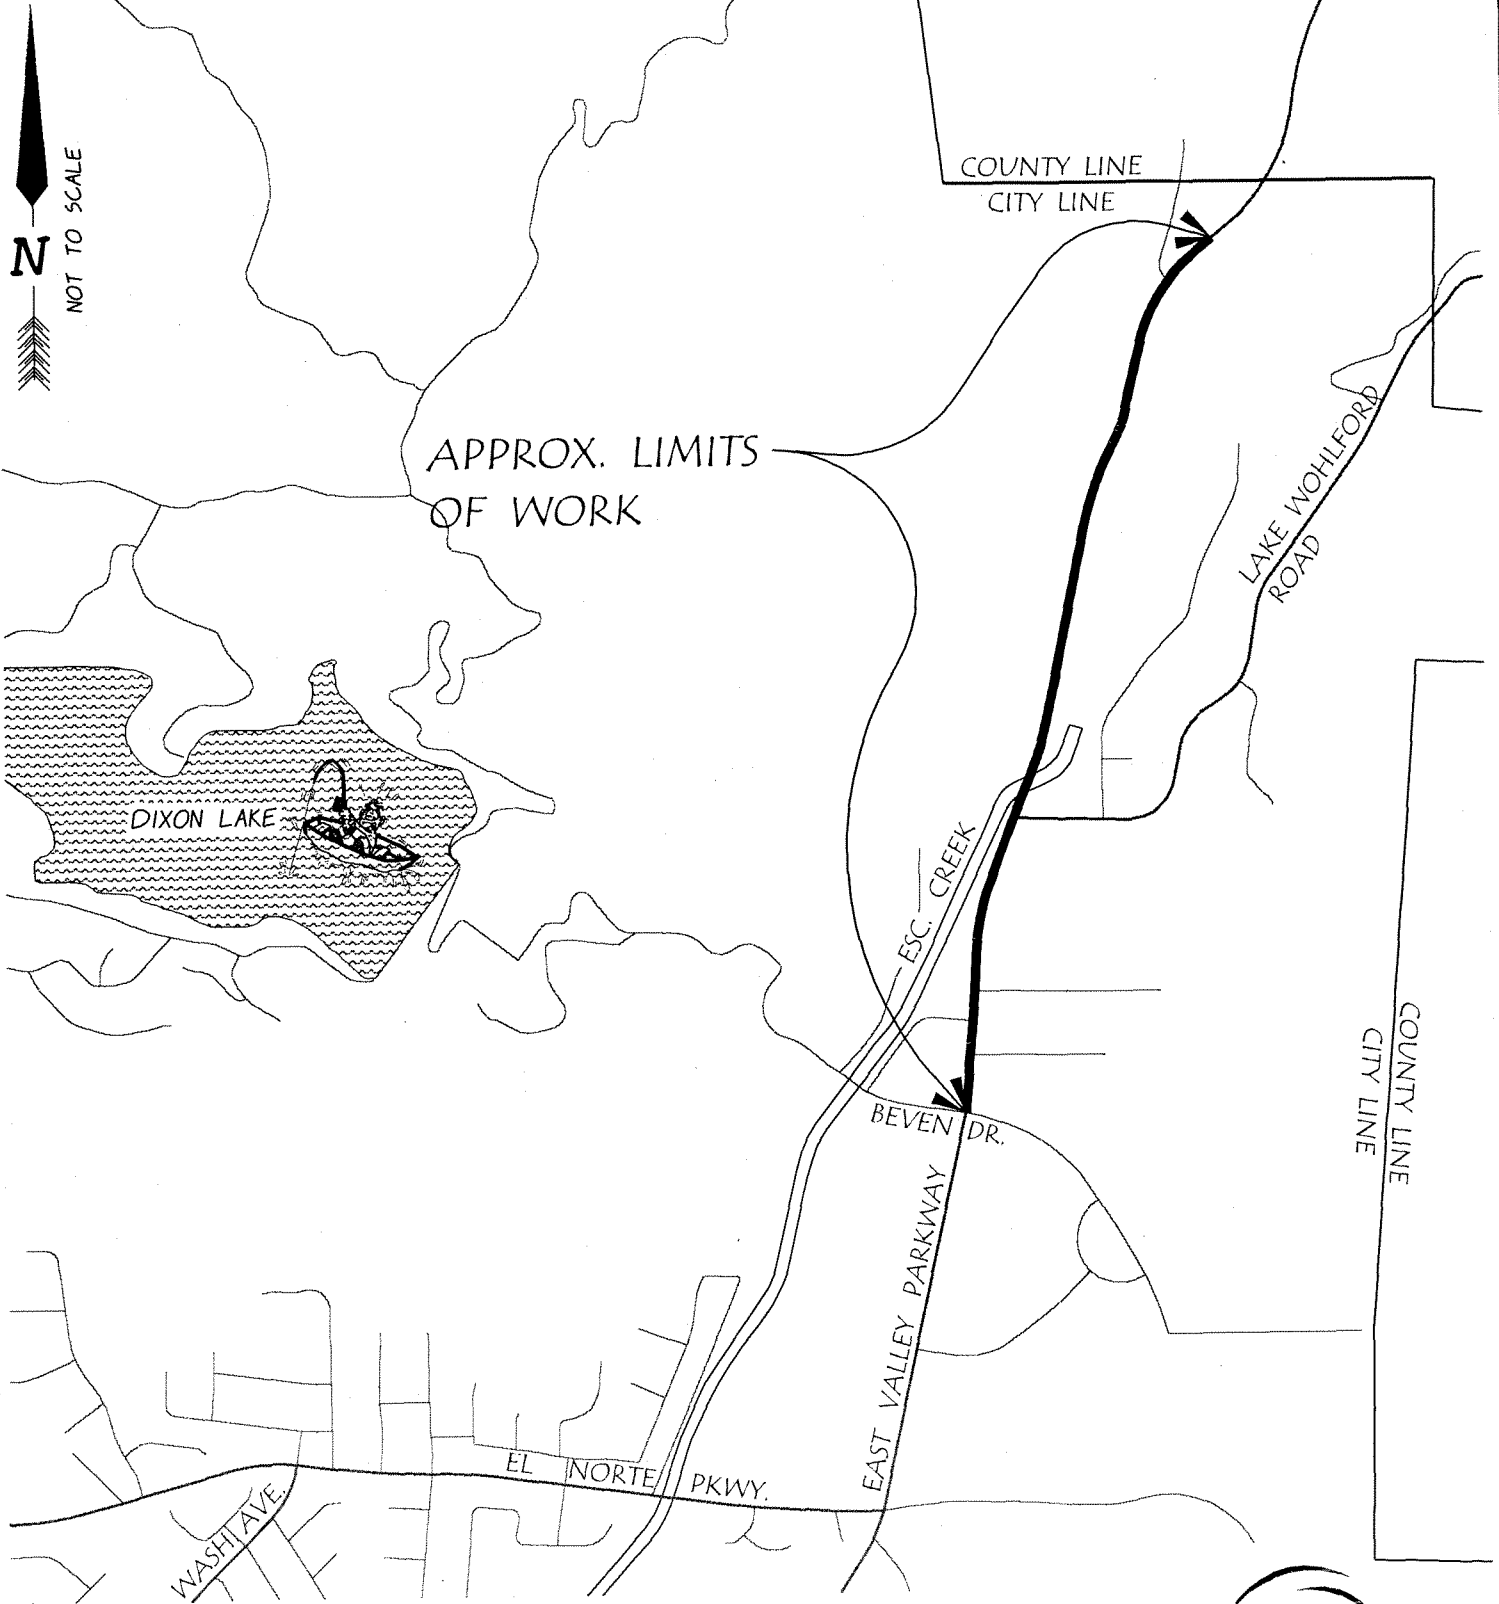 COUNTY LINE
CITY LINE
N
NOT TO SCALE
APPROX. LIMITS
OF WORK
LAKE WOHLFORD
ROAD
DIXON LAKE
ESC. CREEK
BEVEN DR.
COUNTY LINE
CITY LINE
EAST VALLEY PARKWAY
EL NORTE PKWY.
WASH. AVE.